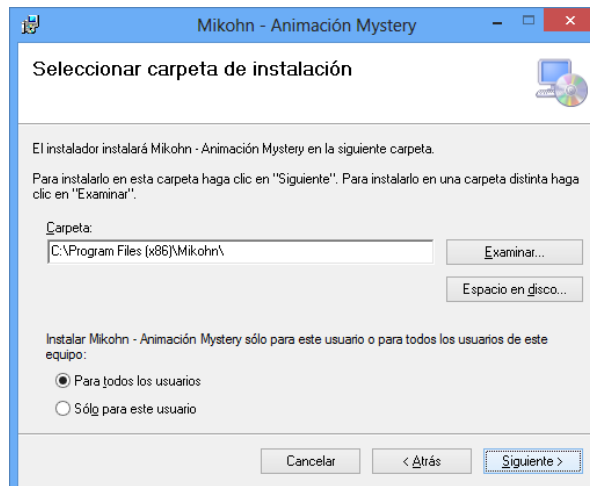 Mikohn - Animación Mystery
Seleccionar carpeta de instalación
El instalador instalará Mikohn - Animación Mystery en la siguiente carpeta.
Para instalarlo en esta carpeta haga clic en "Siguiente". Para instalarlo en una carpeta distinta haga
clic en "Examinar".
Carpeta:
C:\Program Files (x86)\Mikohn\
Examinar...
Espacio en disco...
Instalar Mikohn - Animación Mystery sólo para este usuario o para todos los usuarios de este
equipo:
Para todos los usuarios
Sólo para este usuario
Cancelar
< Atrás
Siguiente >